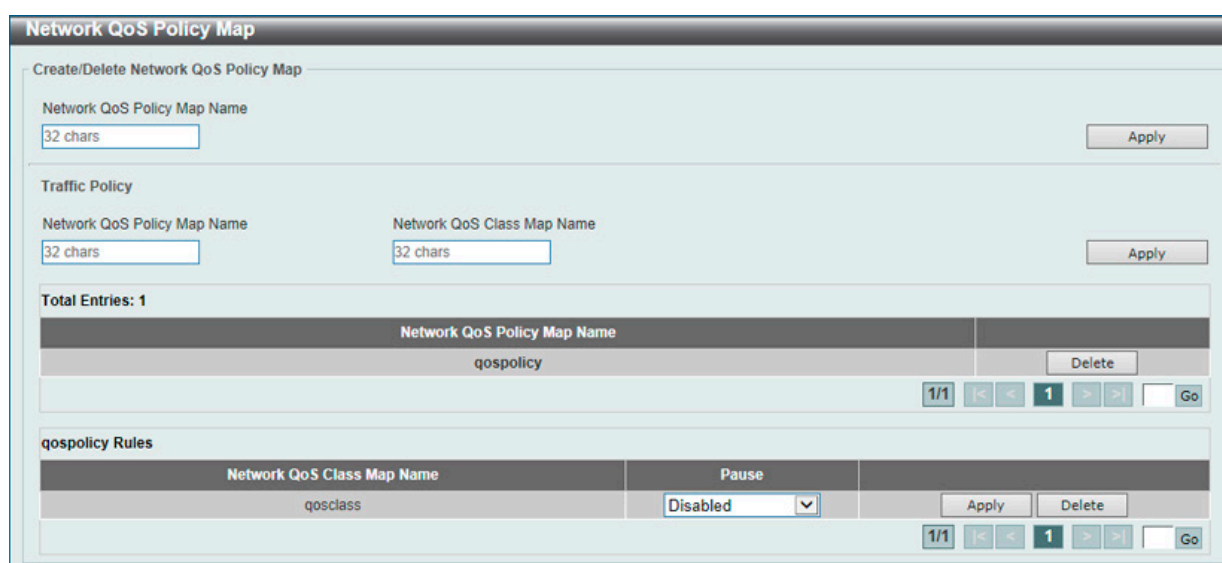 Network QoS Policy Map
Create/Delete Network QoS Policy Map
Network QoS Policy Map Name
32 chars
Apply
Traffic Policy
Network QoS Policy Map Name Network QoS Class Map Name
32 chars 32 chars Apply
Total Entries: 1
Network QoS Policy Map Name
qospolicy Delete
1/1 |< < 1 > >| Go
qospolicy Rules
Network QoS Class Map Name Pause
qosclass Disabled Apply Delete
1/1 |< < 1 > >| Go